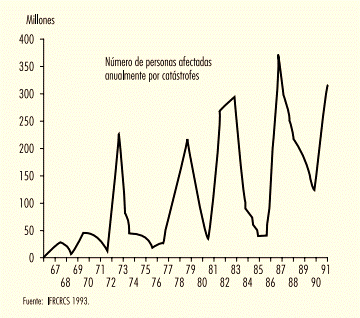 Millones
400
Número de personas afectadas
anualmente por catástrofes
350
300
250
200
150
100
50
0
67 69 71 73 75 77 79 81 83 85 87 89 91
68 70 72 74 76 78 80 82 84 86 88 90
Fuente: IFRCRCS 1993.